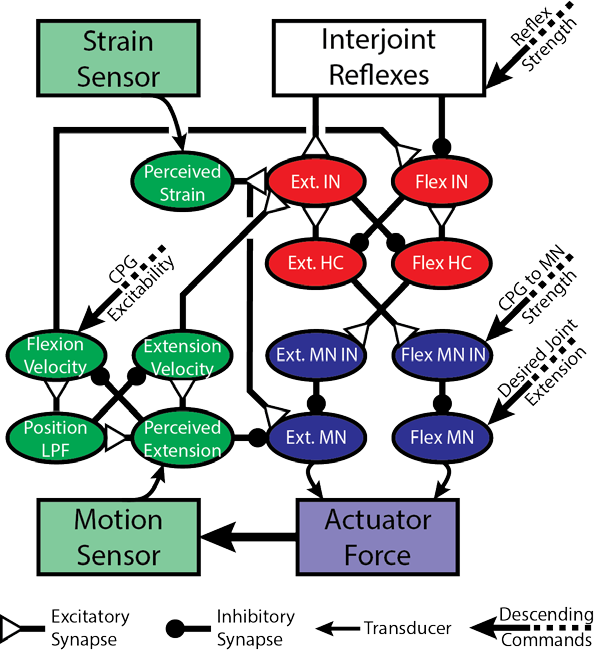 Strain
Sensor
Interjoint
Reflexes
Reflex
Strength
Perceived
Strain
Ext. IN
Flex IN
Ext. HC
Flex HC
CPG
Excitability
CPG to MN
Strength
Flexion
Velocity
Extension
Velocity
Ext. MN IN
Flex MN IN
Desired Joint
Extension
Position
LPF
Perceived
Extension
Ext. MN
Flex MN
Motion
Sensor
Actuator
Force
Excitatory
Synapse
Inhibitory
Synapse
Transducer
Descending
Commands